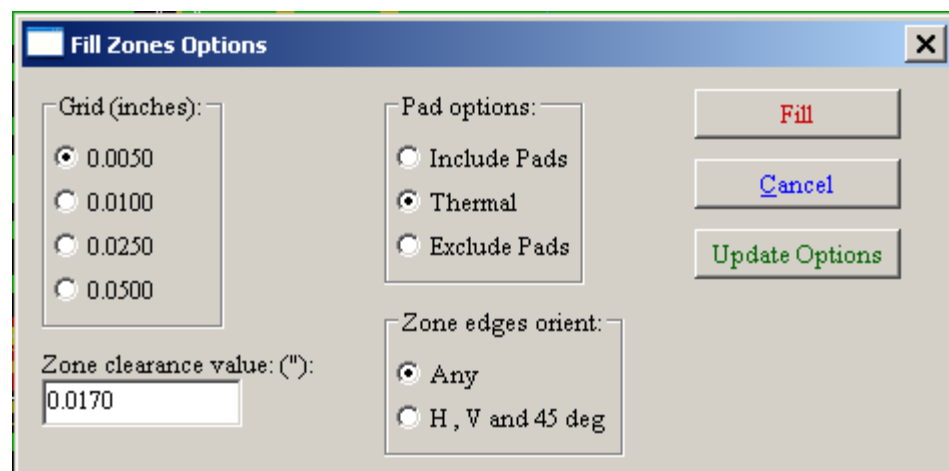 Fill Zones Options
Grid (inches):
0.0050
0.0100
0.0250
0.0500
Zone clearance value: ("):
0.0170
Pad options:
Include Pads
Thermal
Exclude Pads
Zone edges orient:
Any
H , V and 45 deg
Fill
Cancel
Update Options